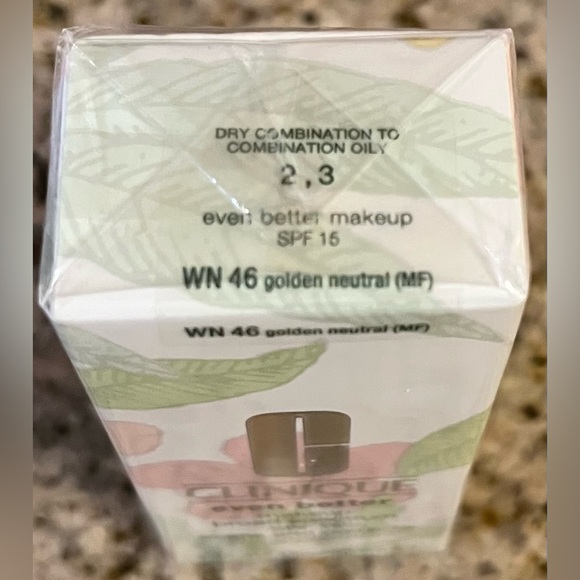 DRY COMBINATION TO
COMBINATION OILY
2,3
even better makeup
SPF 15
WN 46 golden neutral (MF)
WN 46 golden neutral (MF)
CLINIQUE
even better